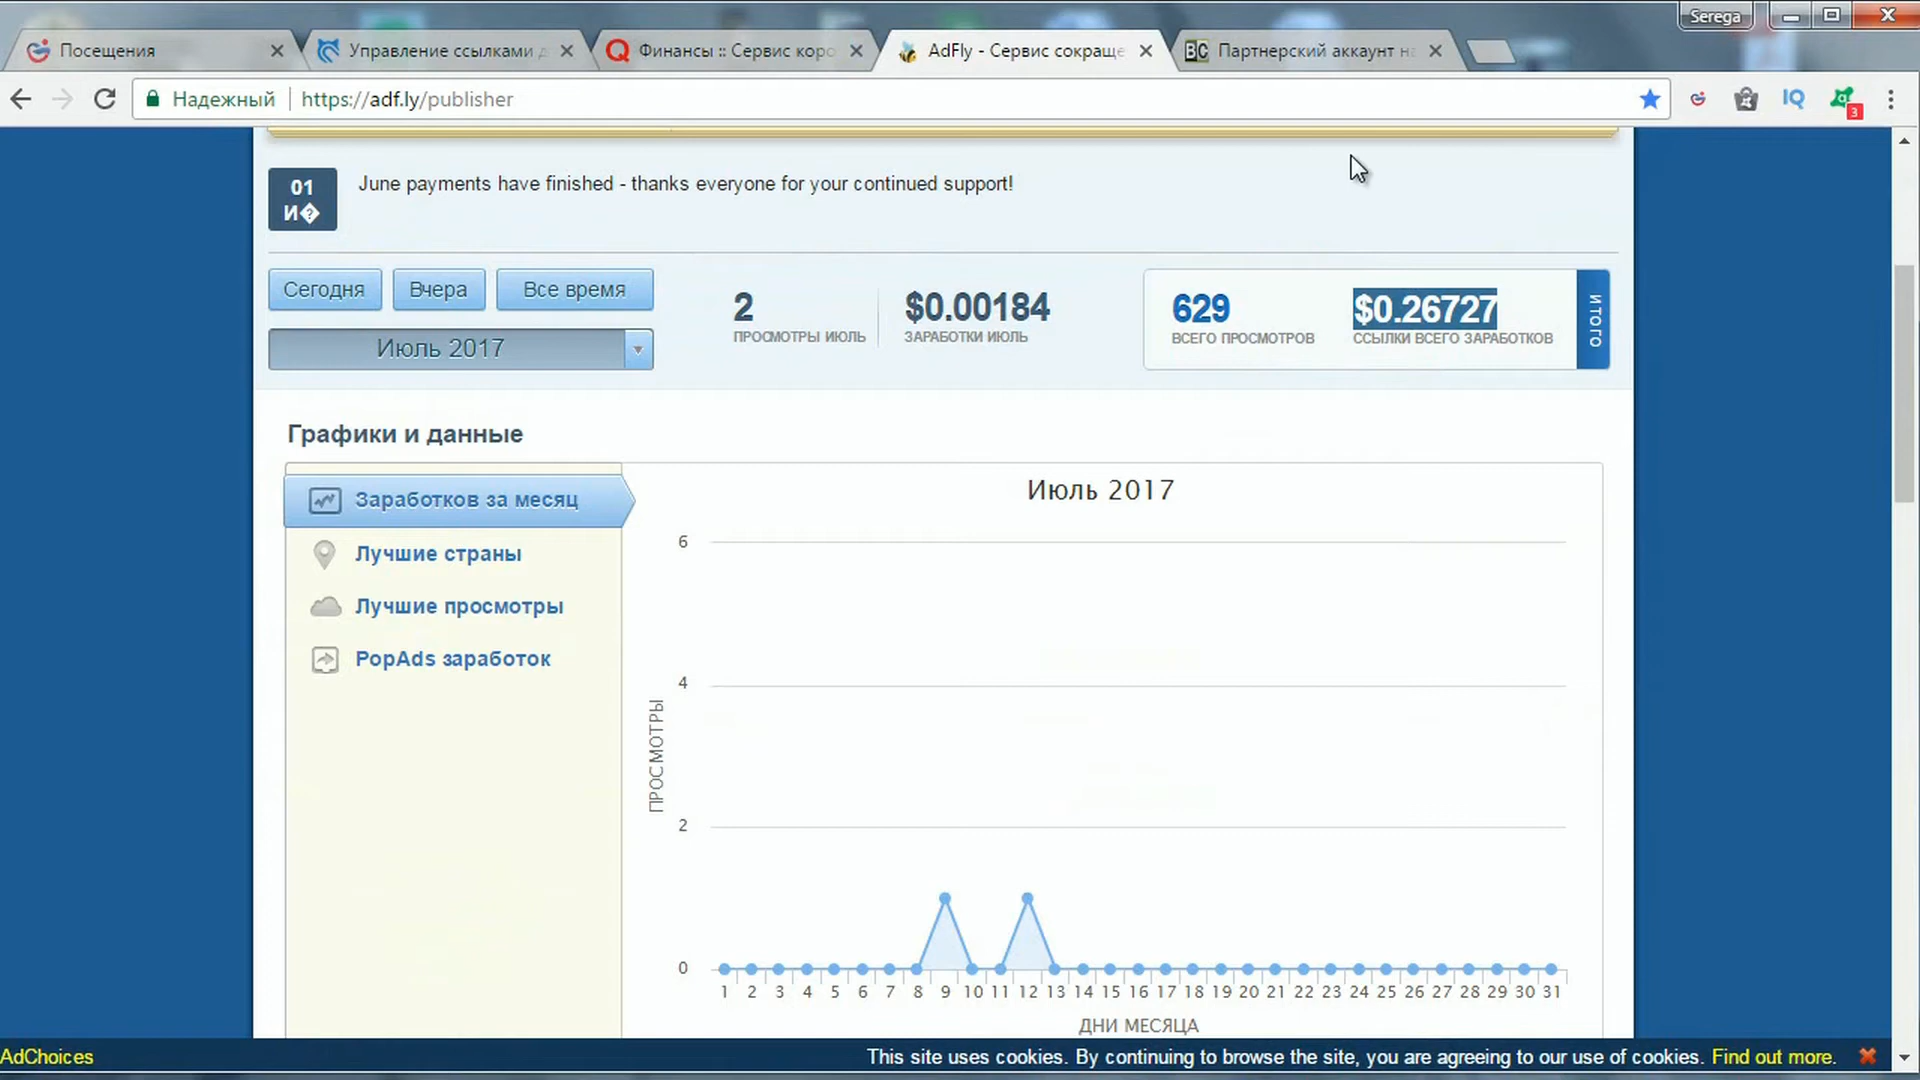 Serega
Посещения
Управление ссылками д
Финансы :: Сервис коро
AdFly - Сервис сокраще
Партнерский аккаунт на
Надежный
https://adf.ly/publisher
IQ
3
01
И�
June payments have finished - thanks everyone for your continued support!
Сегодня
Вчера
Все время
Июль 2017
2
ПРОСМОТРЫ ИЮЛЬ
$0.00184
ЗАРАБОТКИ ИЮЛЬ
629
ВСЕГО ПРОСМОТРОВ
$0.26727
ССЫЛКИ ВСЕГО ЗАРАБОТКОВ
ИТОГО
Графики и данные
Заработков за месяц
Лучшие страны
Лучшие просмотры
PopAds заработок
Июль 2017
6
4
2
0
ПРОСМОТРЫ
1 2 3 4 5 6 7 8 9 10 11 12 13 14 15 16 17 18 19 20 21 22 23 24 25 26 27 28 29 30 31
ДНИ МЕСЯЦА
AdChoices
This site uses cookies. By continuing to browse the site, you are agreeing to our use of cookies. Find out more.